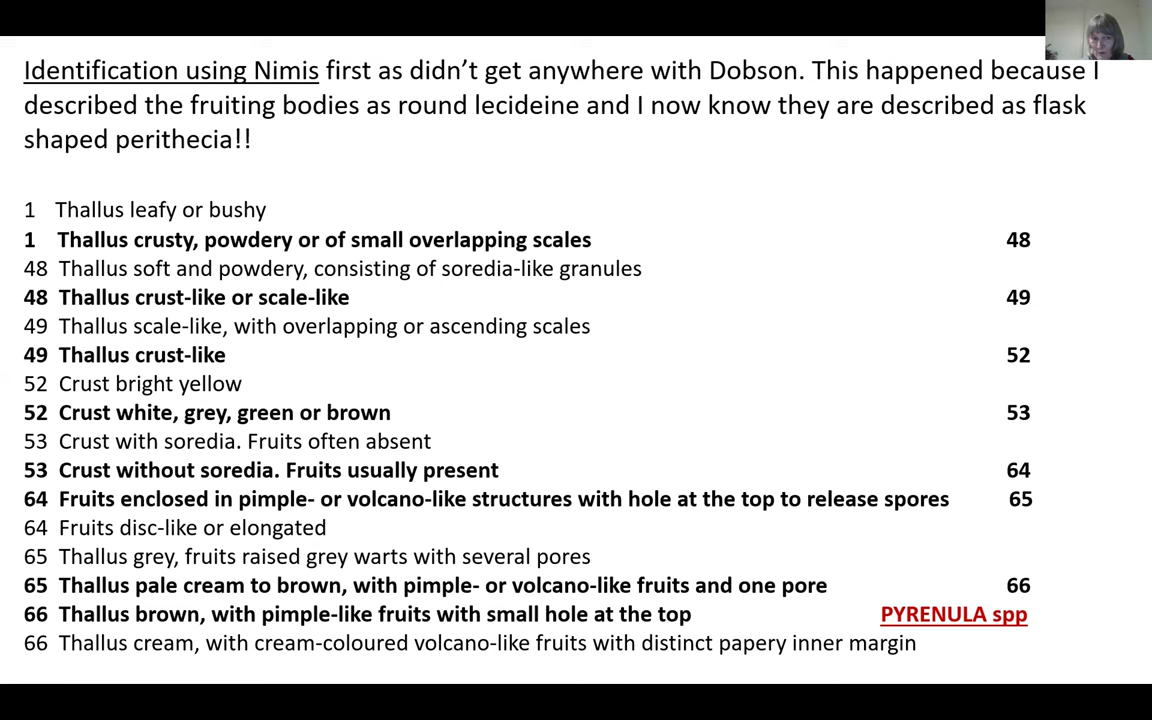 Identification using Nimis first as didn’t get anywhere with Dobson. This happened because I
described the fruiting bodies as round lecideine and I now know they are described as flask
shaped perithecia!!
1 Thallus leafy or bushy
1 Thallus crusty, powdery or of small overlapping scales 48
48 Thallus soft and powdery, consisting of soredia-like granules
48 Thallus crust-like or scale-like 49
49 Thallus scale-like, with overlapping or ascending scales
49 Thallus crust-like 52
52 Crust bright yellow
52 Crust white, grey, green or brown 53
53 Crust with soredia. Fruits often absent
53 Crust without soredia. Fruits usually present 64
64 Fruits enclosed in pimple- or volcano-like structures with hole at the top to release spores 65
64 Fruits disc-like or elongated
65 Thallus grey, fruits raised grey warts with several pores
65 Thallus pale cream to brown, with pimple- or volcano-like fruits and one pore 66
66 Thallus brown, with pimple-like fruits with small hole at the top PYRENULA spp
66 Thallus cream, with cream-coloured volcano-like fruits with distinct papery inner margin